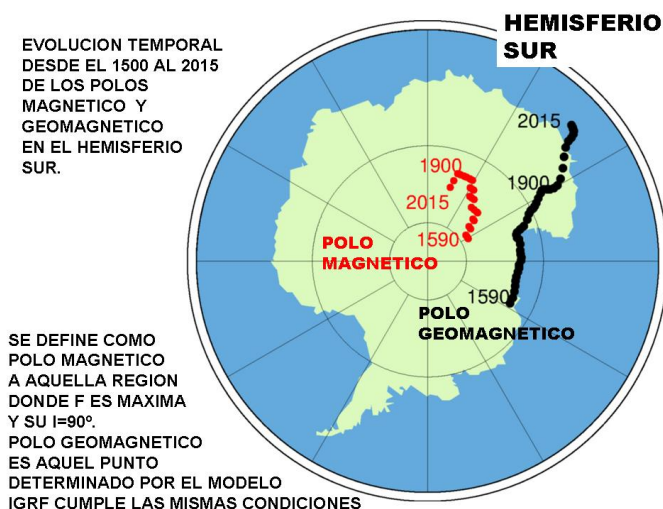 HEMISFERIO
SUR
EVOLUCION TEMPORAL
DESDE EL 1500 AL 2015
DE LOS POLOS
MAGNETICO Y
GEOMAGNETICO
EN EL HEMISFERIO
SUR.
2015
1900
1900
2015
1590
POLO
MAGNETICO
1590
POLO
GEOMAGNETICO
SE DEFINE COMO
POLO MAGNETICO
A AQUELLA REGION
DONDE F ES MAXIMA
Y SU I=90º.
POLO GEOMAGNETICO
ES AQUEL PUNTO
DETERMINADO POR EL MODELO
IGRF CUMPLE LAS MISMAS CONDICIONES